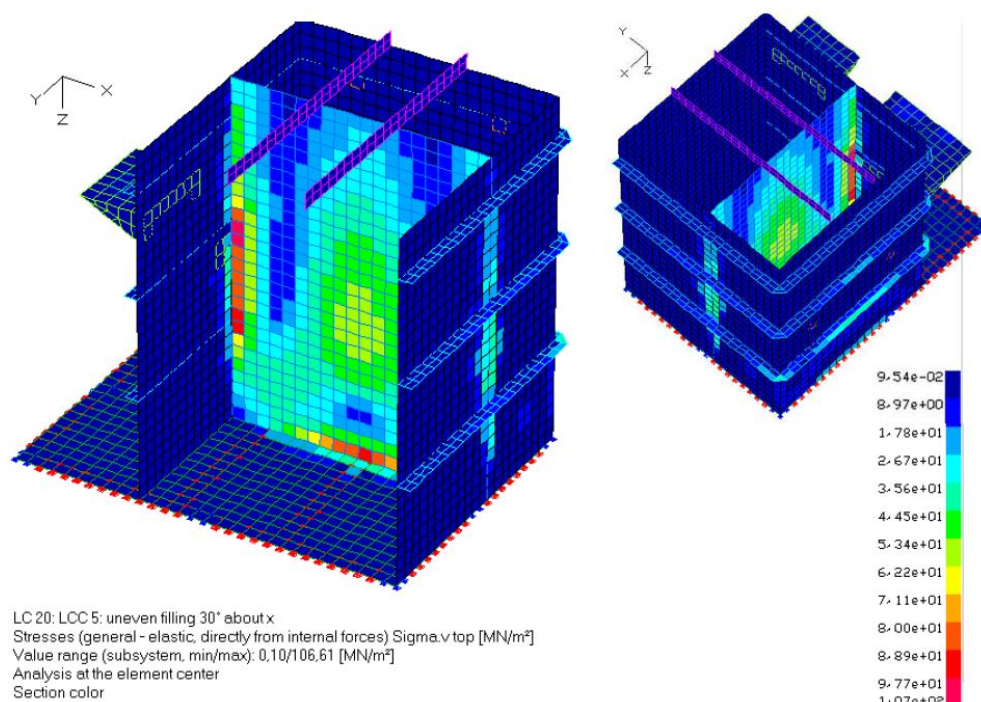 Y
X
Z
Y
X
Z
9.54e-02
8.97e+00
1.78e+01
2.67e+01
3.56e+01
4.45e+01
5.34e+01
6.22e+01
7.11e+01
8.00e+01
8.89e+01
9.77e+01
1.07e+02
LC 20: LCC 5: uneven filling 30° about x
Stresses (general - elastic, directly from internal forces) Sigma.v top [MN/m²]
Value range (subsystem, min/max): 0,10/106,61 [MN/m²]
Analysis at the element center
Section color